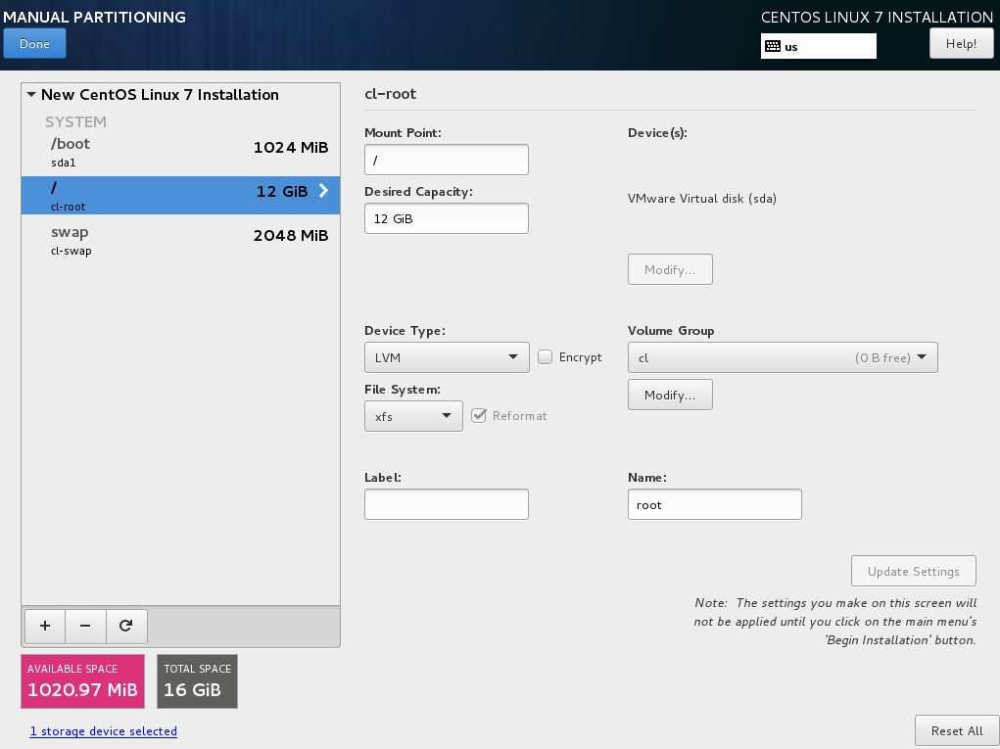 MANUAL PARTITIONING
CENTOS LINUX 7 INSTALLATION
Done
us
Help!
New CentOS Linux 7 Installation
SYSTEM
/boot
1024 MiB
sda1
/
12 GiB
cl-root
swap
2048 MiB
cl-swap
+ −
AVAILABLE SPACE
1020.97 MiB
TOTAL SPACE
16 GiB
1 storage device selected
cl-root
Mount Point:
/
Desired Capacity:
12 GiB
Device(s):
VMware Virtual disk (sda)
Modify...
Device Type:
LVM
Encrypt
File System:
xfs
Reformat
Volume Group
cl (0 B free)
Modify...
Label:
Name:
root
Update Settings
Note: The settings you make on this screen will
not be applied until you click on the main menu's
'Begin Installation' button.
Reset All